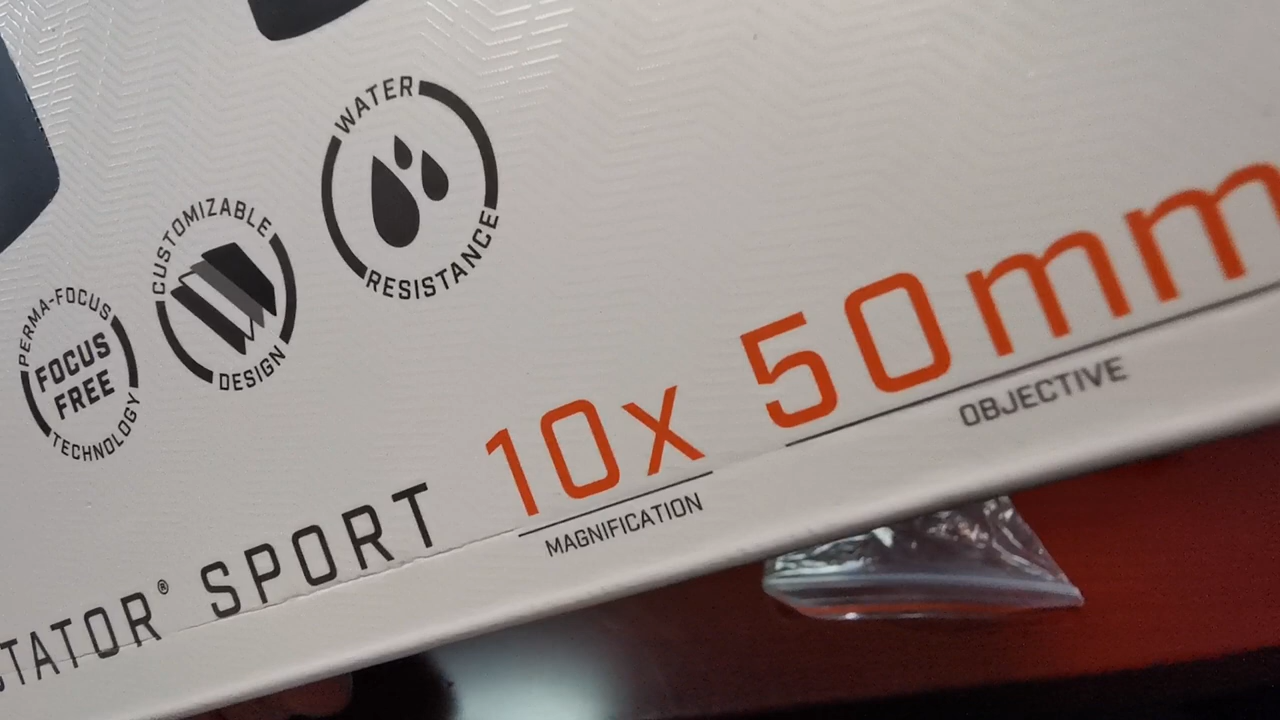 WATER
RESISTANCE
CUSTOMIZABLE
DESIGN
PERMA-FOCUS
FOCUS
FREE
TECHNOLOGY
TATOR® SPORT
10x 50mm
MAGNIFICATION
OBJECTIVE